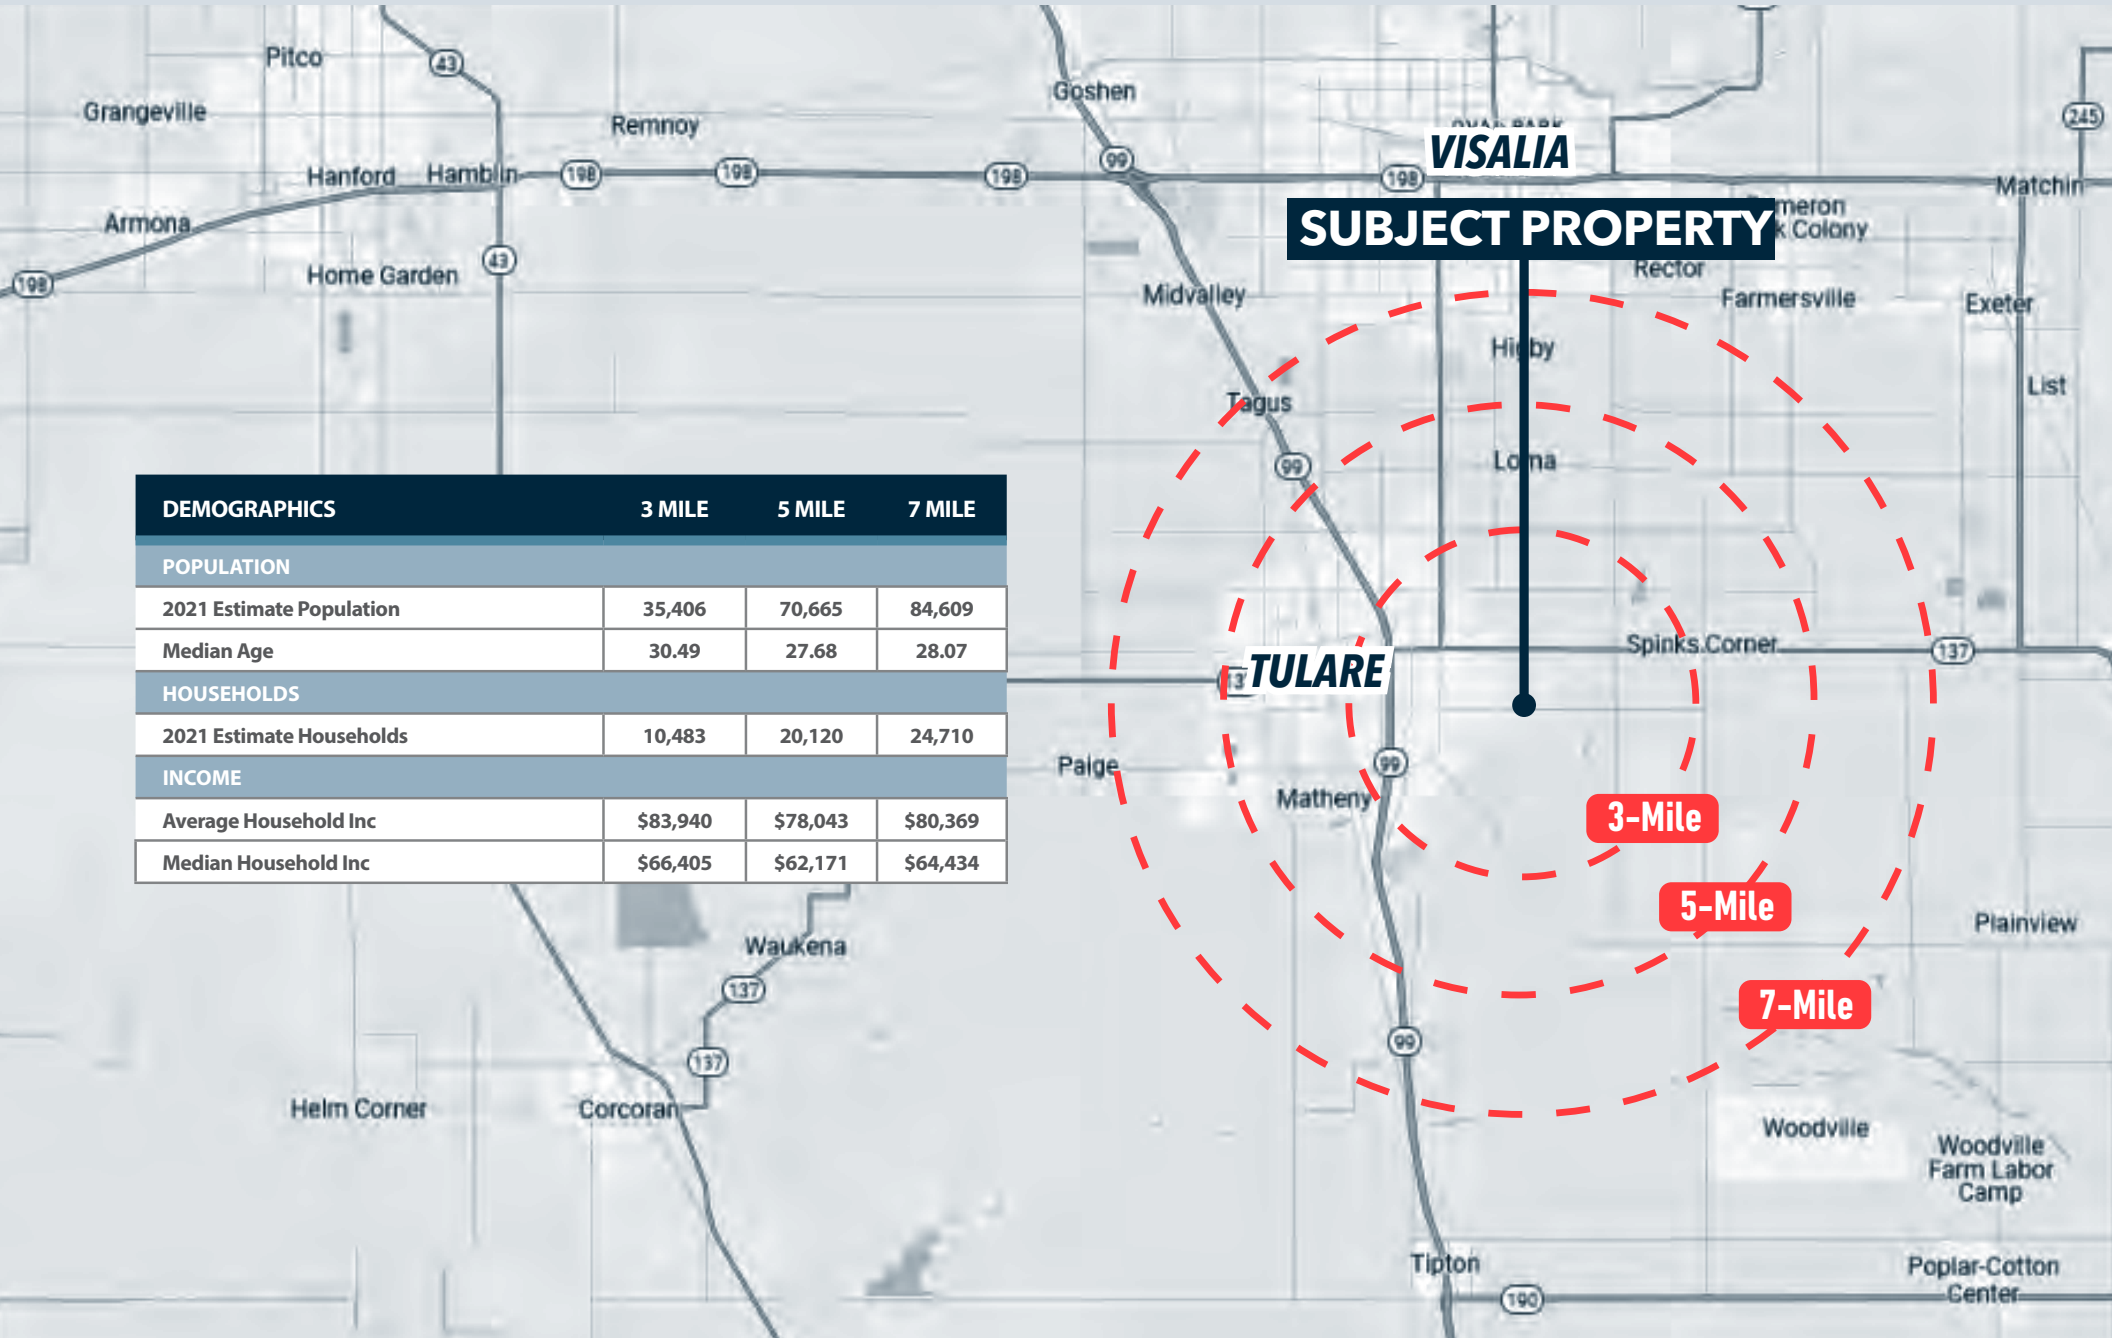 Pitco
43
Grangeville
Remnoy
Goshen
99
VISALIA
245
Hanford
Hamblin
198
198
198
198
Matchin
Armona
SUBJECT PROPERTY
Colony
43
Home Garden
198
Rector
Midvalley
Farmersville
Exeter
Higby
List
Tagus
Loma
99
DEMOGRAPHICS 3 MILE 5 MILE 7 MILE
POPULATION
2021 Estimate Population 35,406 70,665 84,609
Median Age 30.49 27.68 28.07
HOUSEHOLDS
2021 Estimate Households 10,483 20,120 24,710
INCOME
Average Household Inc $83,940 $78,043 $80,369
Median Household Inc $66,405 $62,171 $64,434
Spinks Corner
137
TULARE
Paige
99
Matheny
3-Mile
5-Mile
7-Mile
Plainview
Waukena
137
99
137
Helm Corner
Corcoran
Woodville
Woodville
Farm Labor
Camp
Tipton
190
Poplar-Cotton
Center